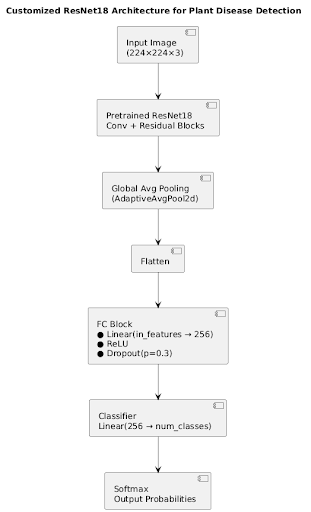 Customized ResNet18 Architecture for Plant Disease Detection
Input Image
(224×224×3)
Pretrained ResNet18
Conv + Residual Blocks
Global Avg Pooling
(AdaptiveAvgPool2d)
Flatten
FC Block
● Linear(in_features → 256)
● ReLU
● Dropout(p=0.3)
Classifier
Linear(256 → num_classes)
Softmax
Output Probabilities